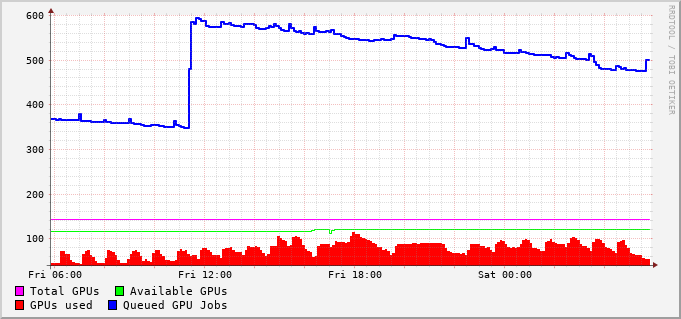 600
500
400
300
200
100
Fri 06:00 Fri 12:00 Fri 18:00 Sat 00:00
Total GPUs Available GPUs
GPUs used Queued GPU Jobs
RRDTOOL / TOBI OETIKER